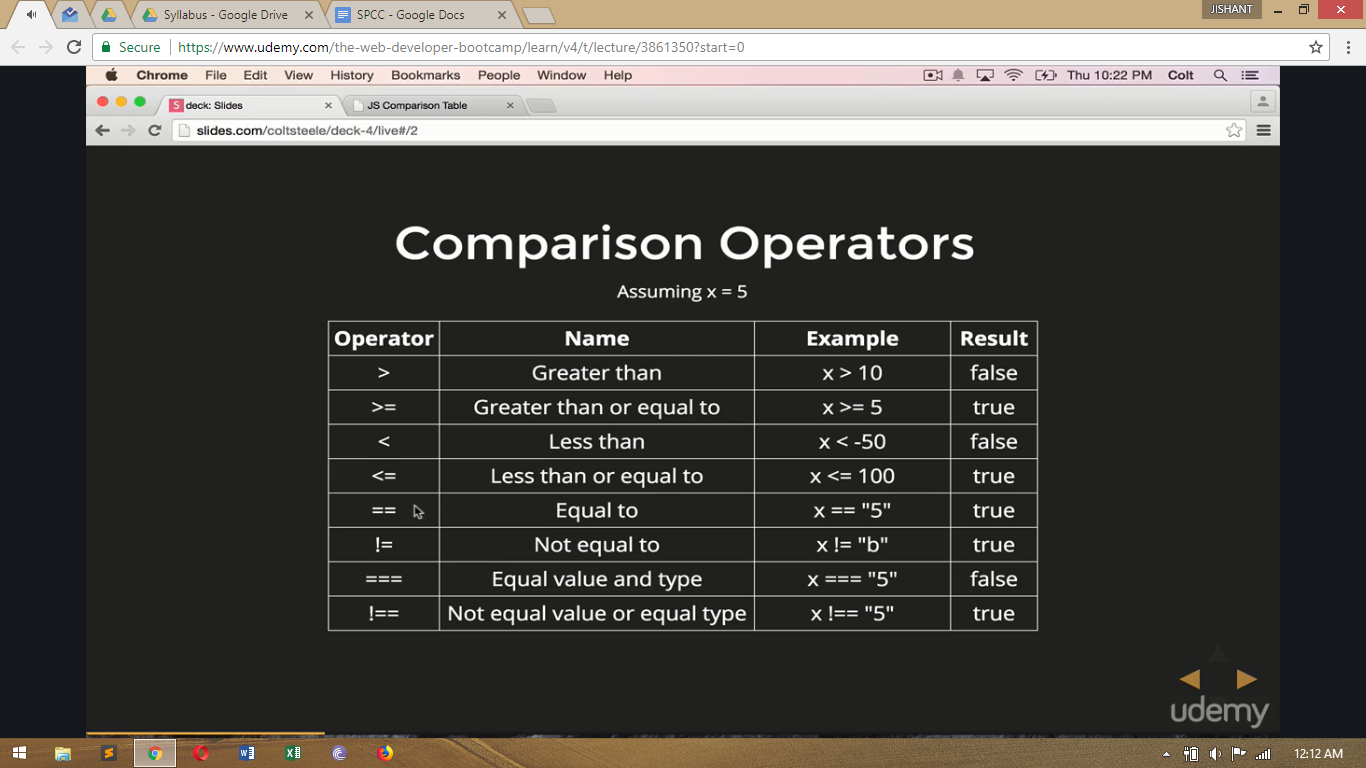 Syllabus - Google Drive
SPCC - Google Docs
JISHANT
Secure
https://www.udemy.com/the-web-developer-bootcamp/learn/v4/t/lecture/3861350?start=0
Chrome File Edit View History Bookmarks People Window Help
Thu 10:22 PM Colt
S deck: Slides
JS Comparison Table
slides.com/coltsteele/deck-4/live#/2
Comparison Operators
Assuming x = 5
Operator Name Example Result
> Greater than x > 10 false
>= Greater than or equal to x >= 5 true
< Less than x < -50 false
<= Less than or equal to x <= 100 true
== Equal to x == "5" true
!= Not equal to x != "b" true
=== Equal value and type x === "5" false
!== Not equal value or equal type x !== "5" true
udemy
12:12 AM